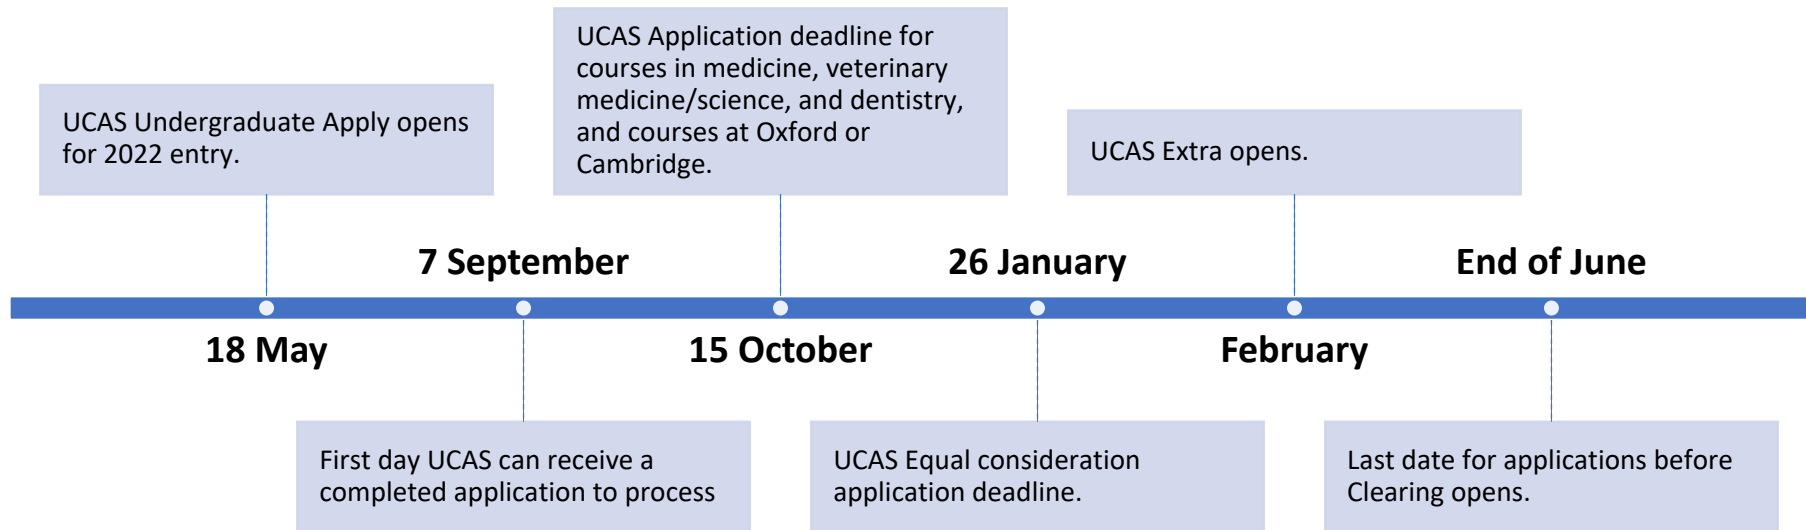 UCAS Undergraduate Apply opens
for 2022 entry.
UCAS Application deadline for
courses in medicine, veterinary
medicine/science, and dentistry,
and courses at Oxford or
Cambridge.
UCAS Extra opens.
7 September
26 January
End of June
18 May
15 October
February
First day UCAS can receive a
completed application to process
UCAS Equal consideration
application deadline.
Last date for applications before
Clearing opens.